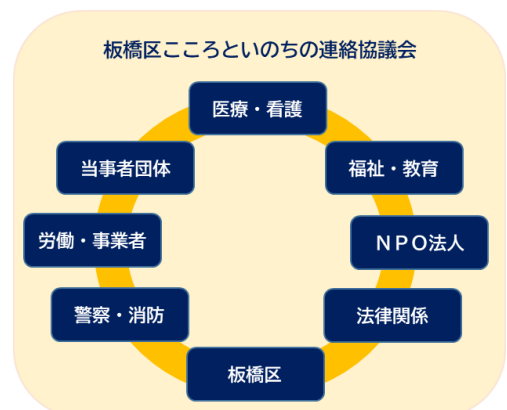 板橋区こころといのちの連絡協議会
医療・看護
当事者団体
福祉・教育
労働・事業者
ＮＰＯ法人
警察・消防
法律関係
板橋区